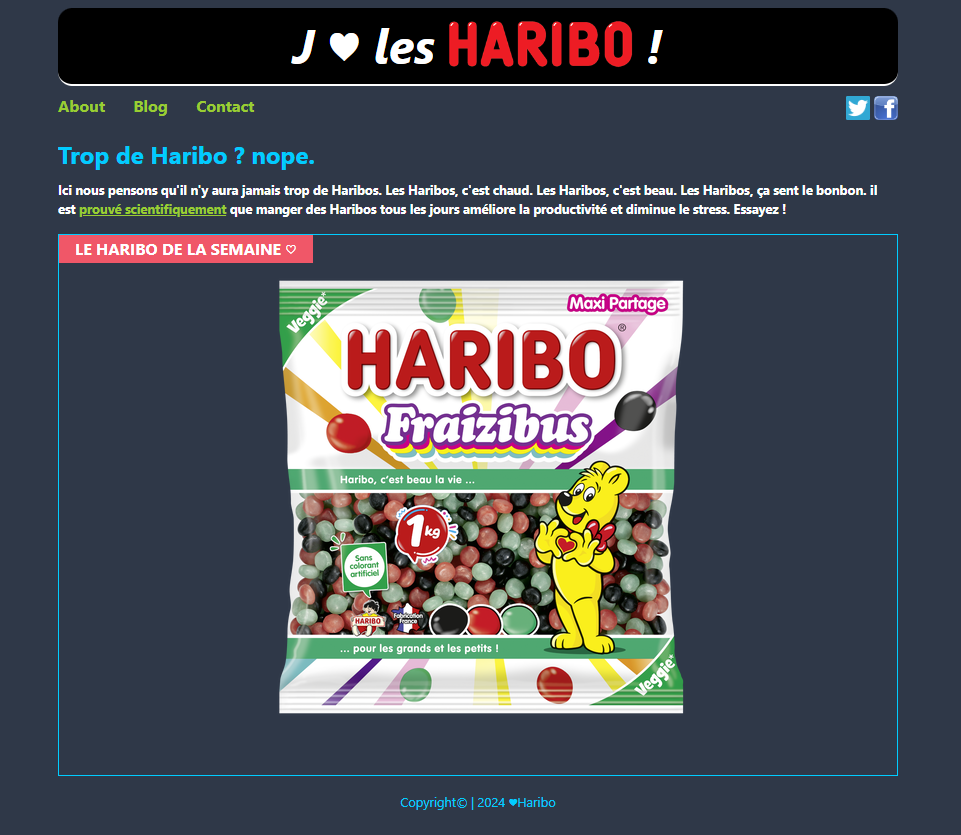 J ♥ les HARIBO !
About Blog Contact
Trop de Haribo ? nope.
Ici nous pensons qu'il n'y aura jamais trop de Haribos. Les Haribos, c'est chaud. Les Haribos, c'est beau. Les Haribos, ça sent le bonbon. il
est prouvé scientifiquement que manger des Haribos tous les jours améliore la productivité et diminue le stress. Essayez !
LE HARIBO DE LA SEMAINE ♡
Veggie*
Maxi Partage
HARIBO®
Fraizibus
Haribo, c'est beau la vie ...
1 kg
Sans
colorant
artificiel
HARIBO
Fabrication
France
... pour les grands et les petits !
Veggie*
Copyright© | 2024 ♥Haribo